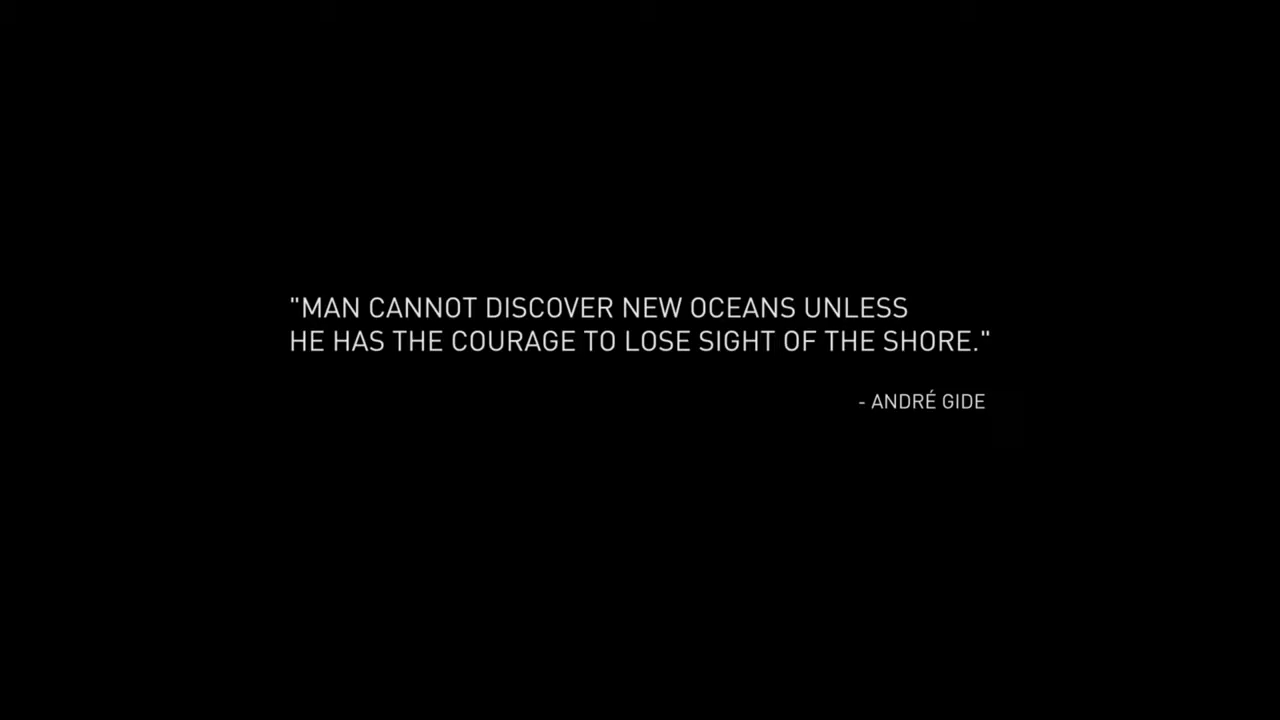 "MAN CANNOT DISCOVER NEW OCEANS UNLESS
HE HAS THE COURAGE TO LOSE SIGHT OF THE SHORE."
- ANDRÉ GIDE